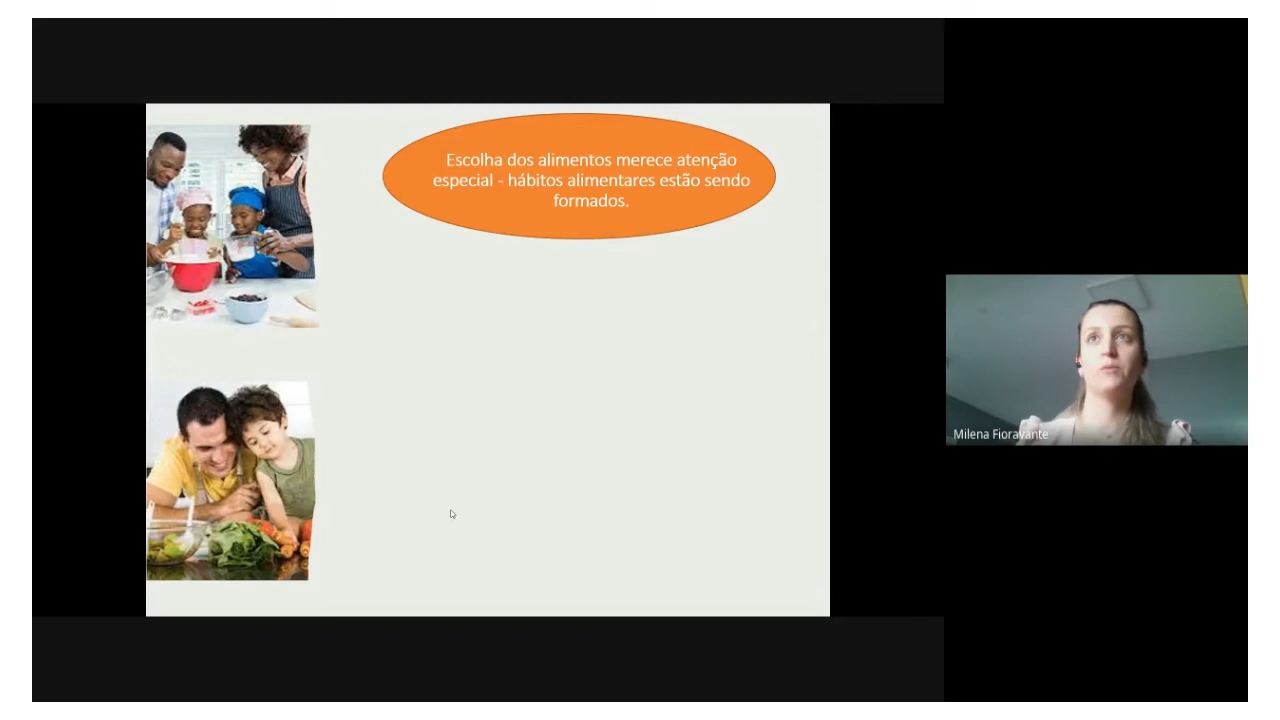 Escolha dos alimentos merece atenção
especial - hábitos alimentares estão sendo
formados.
Milena Fioravante